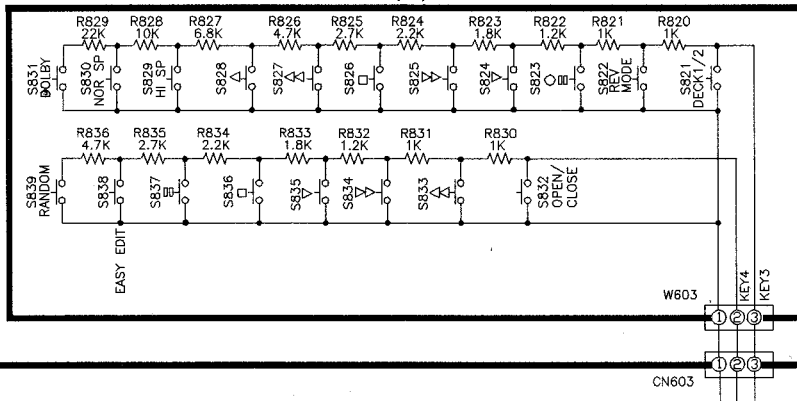 R829 R828 R827 R826 R825 R824 R823 R822 R821 R820
22K 10K 6.8K 4.7K 2.7K 2.2K 1.8K 1.2K 1K 1K
S831 DOLBY
S830 NOR SP
S829 HI SP
S828
S827
S826
S825
S824
S823
S822 REV MODE
S821 DECK1/2
R836 R835 R834 R833 R832 R831 R830
4.7K 2.7K 2.2K 1.8K 1.2K 1K 1K
S839 RANDOM
S838
S837
S836
S835
S834
S833
S832 OPEN/CLOSE
EASY EDIT
KEY4
KEY3
W603
1 2 3
1 2 3
CN603